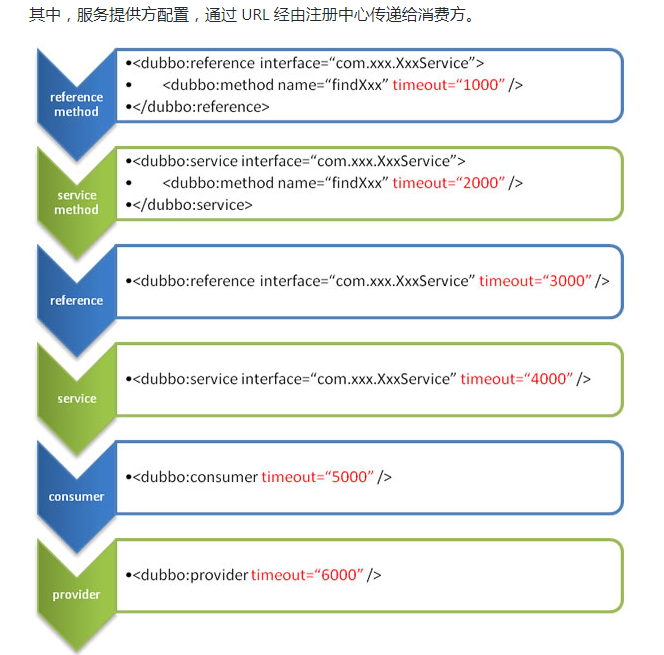 其中，服务提供方配置，通过 URL 经由注册中心传递给消费方。
reference
method
•<dubbo:reference interface=“com.xxx.XxxService”>
•    <dubbo:method name=“findXxx” timeout=“1000” />
•</dubbo:reference>
service
method
•<dubbo:service interface=“com.xxx.XxxService”>
•    <dubbo:method name=“findXxx” timeout=“2000” />
•</dubbo:service>
reference
•<dubbo:reference interface=“com.xxx.XxxService” timeout=“3000” />
service
•<dubbo:service interface=“com.xxx.XxxService” timeout=“4000” />
consumer
•<dubbo:consumer timeout=“5000” />
provider
•<dubbo:provider timeout=“6000” />